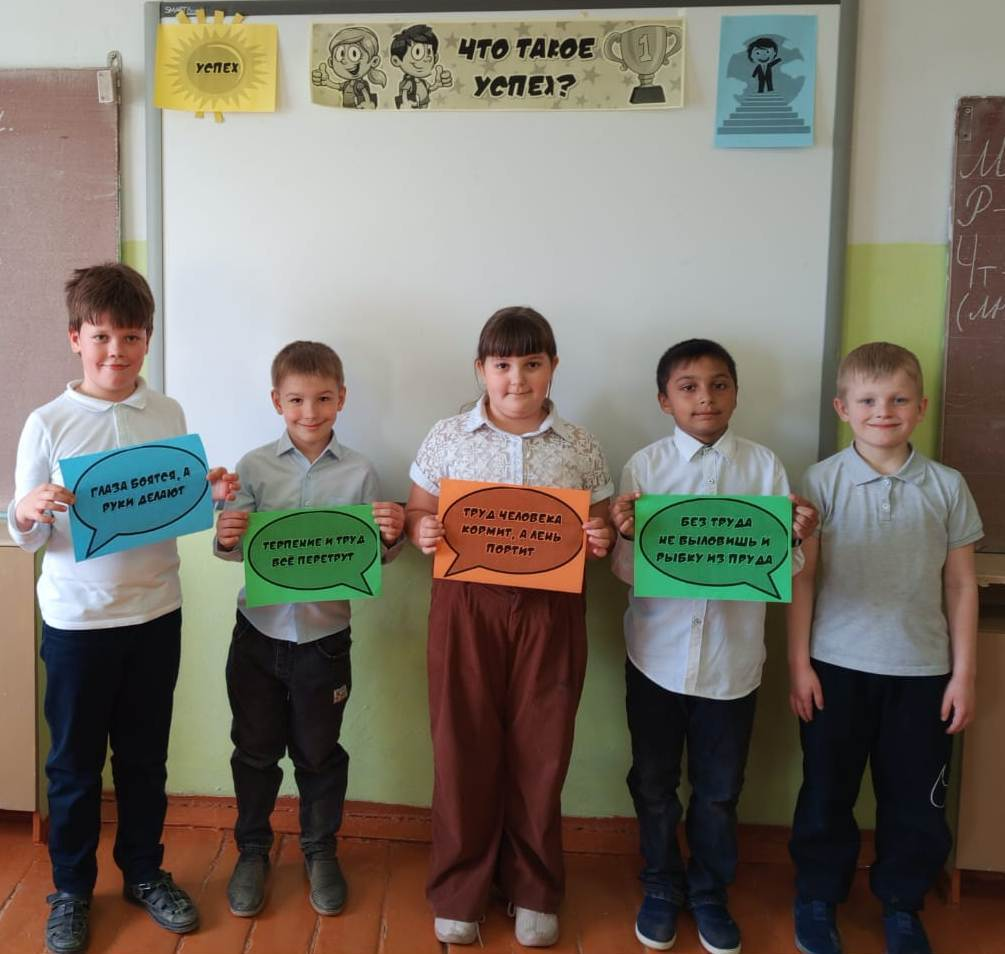 SMART
УСПЕХ
ЧТО ТАКОЕ
УСПЕХ?
1
ГЛАЗА БОЯТСЯ, А
РУКИ ДЕЛАЮТ
ТЕРПЕНИЕ И ТРУД
ВСЁ ПЕРЕТРУТ
ТРУД ЧЕЛОВЕКА
КОРМИТ, А ЛЕНЬ
ПОРТИТ
БЕЗ ТРУДА
НЕ ВЫЛОВИШЬ И
РЫБКУ ИЗ ПРУДА